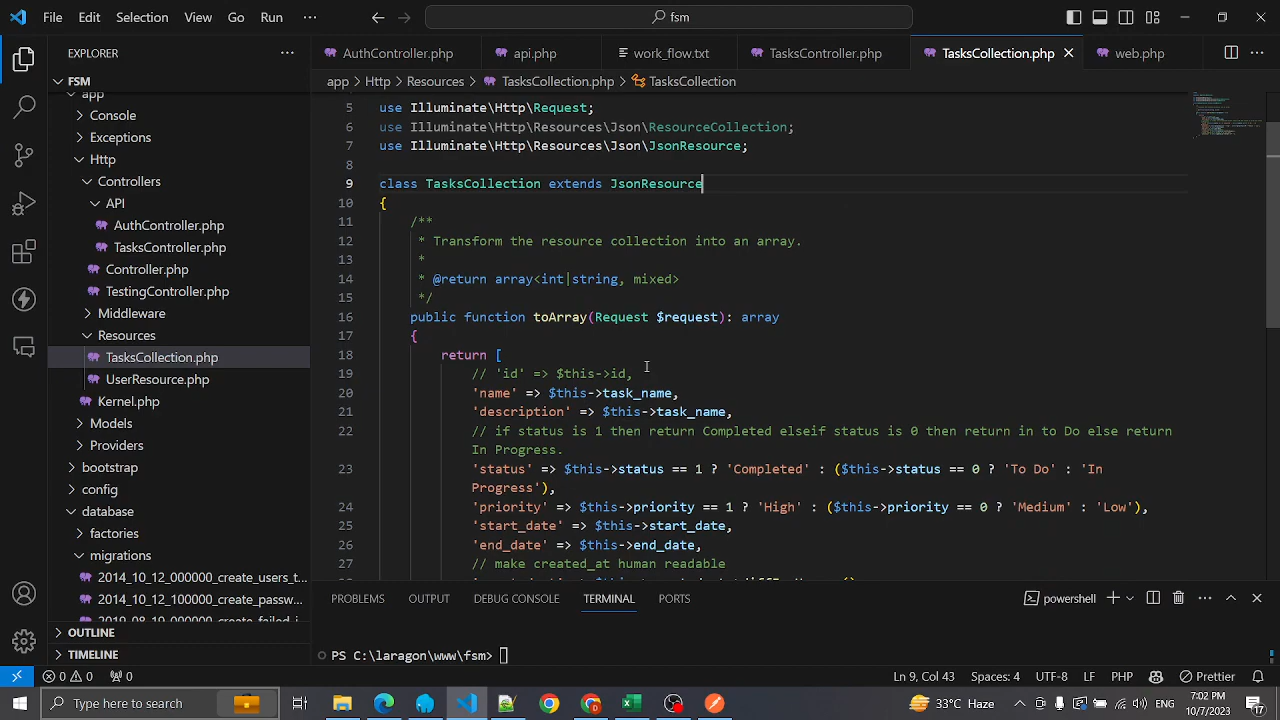 File Edit Selection View Go Run ··· fsm
EXPLORER ···
AuthController.php api.php work_flow.txt TasksController.php TasksCollection.php web.php ···
FSM
app > Http > Resources > TasksCollection.php > TasksCollection
app
Console
Exceptions
Http
Controllers
API
AuthController.php
TasksController.php
Controller.php
TestingController.php
Middleware
Resources
TasksCollection.php
UserResource.php
Kernel.php
Models
Providers
bootstrap
config
database
factories
migrations
2014_10_12_000000_create_users_t...
2014_10_12_100000_create_passw...
2019_08_19_000000_create_failed_j...
OUTLINE
TIMELINE
5 use Illuminate\Http\Request;
6 use Illuminate\Http\Resources\Json\ResourceCollection;
7 use Illuminate\Http\Resources\Json\JsonResource;
8
9 class TasksCollection extends JsonResource
10 {
11 /**
12 * Transform the resource collection into an array.
13 *
14 * @return array<int|string, mixed>
15 */
16 public function toArray(Request $request): array
17 {
18 return [
19 // 'id' => $this->id,
20 'name' => $this->task_name,
21 'description' => $this->task_name,
22 // if status is 1 then return Completed elseif status is 0 then return in to Do else return
In Progress.
23 'status' => $this->status == 1 ? 'Completed' : ($this->status == 0 ? 'To Do' : 'In
Progress'),
24 'priority' => $this->priority == 1 ? 'High' : ($this->priority == 0 ? 'Medium' : 'Low'),
25 'start_date' => $this->start_date,
26 'end_date' => $this->end_date,
27 // make created_at human readable
PROBLEMS OUTPUT DEBUG CONSOLE TERMINAL PORTS powershell ···
PS C:\laragon\www\fsm>
0 0 0 Ln 9, Col 43 Spaces: 4 UTF-8 LF PHP Prettier
Type here to search 33°C Haze 7:02 PM
10/7/2023